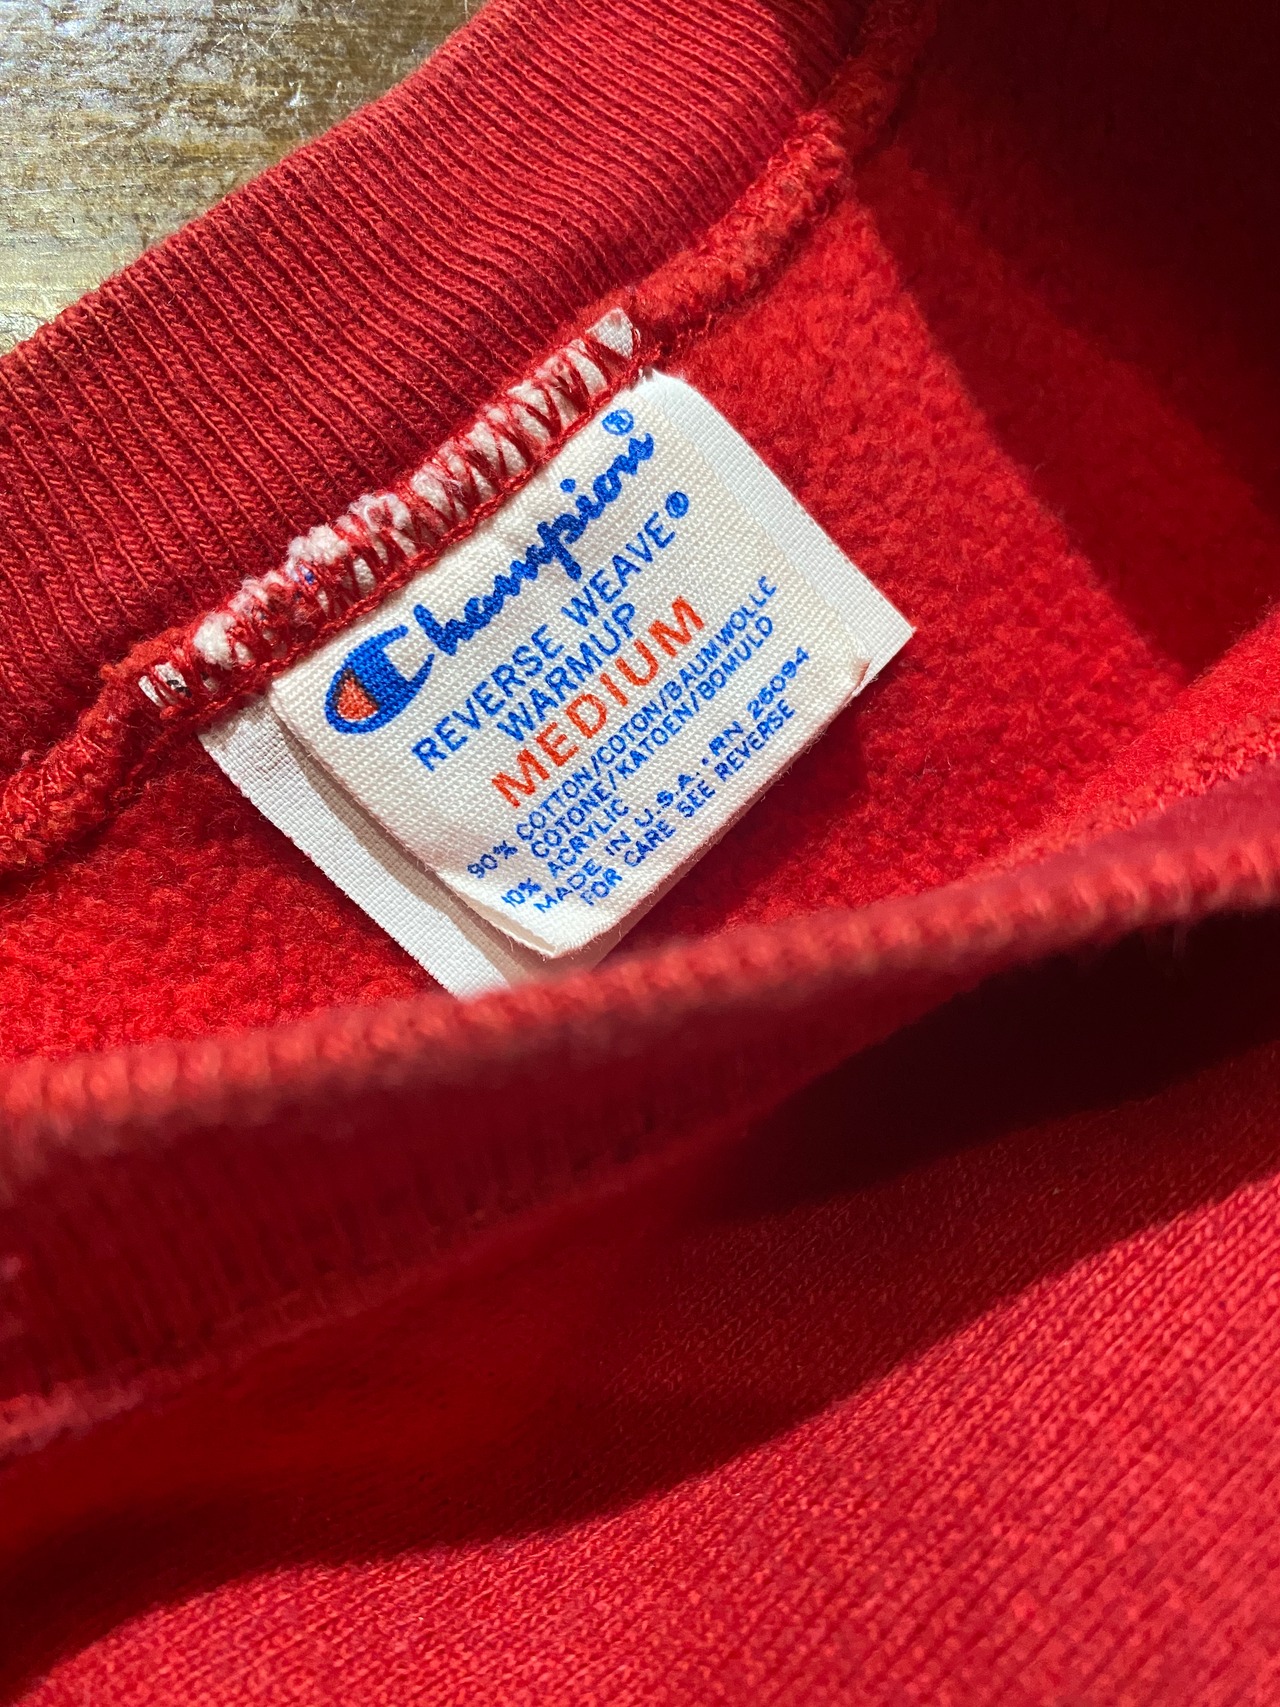 Champion®
REVERSE WEAVE®
WARMUP
MEDIUM
90% COTTON/COTON/BAUMWOLLE
COTONE/KATOEN/BOMULD
10% ACRYLIC
MADE IN U.S.A. • RN 26094
FOR CARE SEE REVERSE